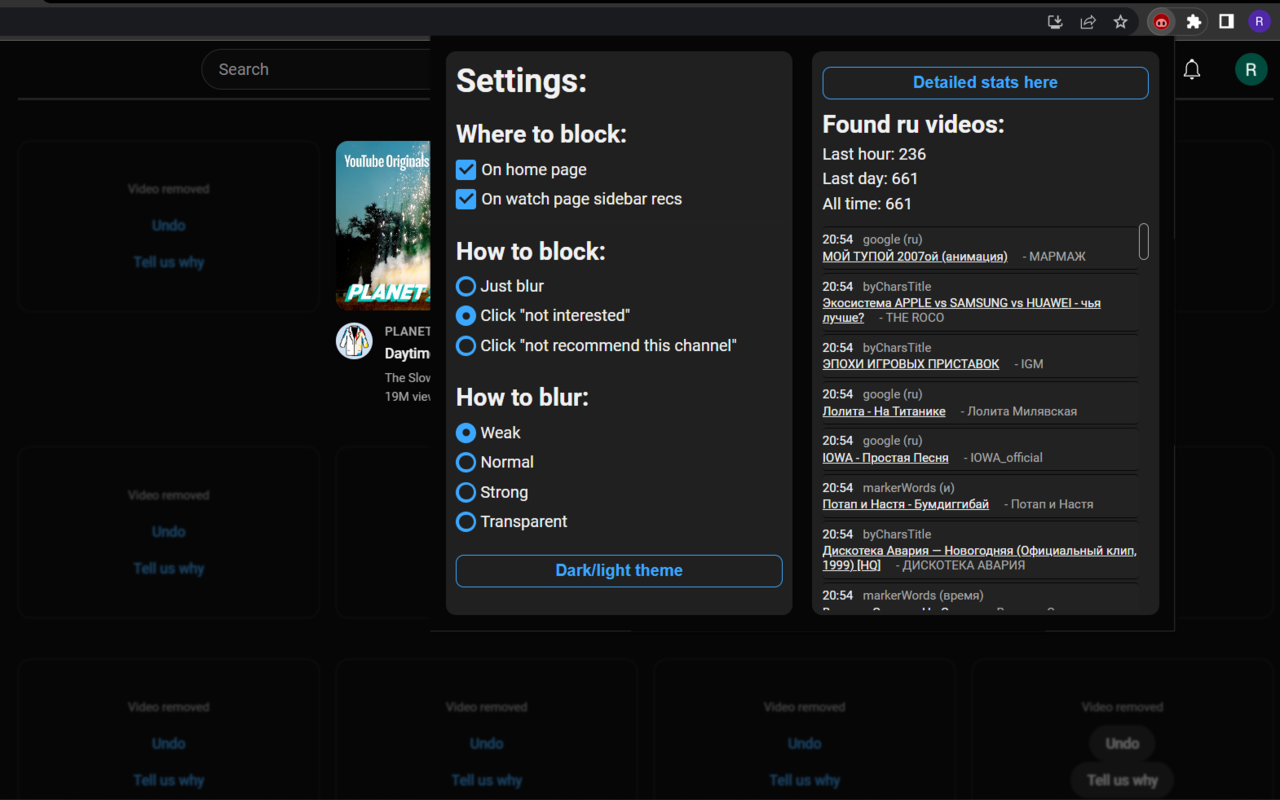 R
Search
R
Settings:
Where to block:
On home page
On watch page sidebar recs
How to block:
Just blur
Click "not interested"
Click "not recommend this channel"
How to blur:
Weak
Normal
Strong
Transparent
Dark/light theme
Detailed stats here
Found ru videos:
Last hour: 236
Last day: 661
All time: 661
20:54 google (ru)
МОЙ ТУПОЙ 2007ой (анимация) - МАРМАЖ
20:54 byCharsTitle
Экосистема APPLE vs SAMSUNG vs HUAWEI - чья
лучше? - THE ROCO
20:54 byCharsTitle
ЭПОХИ ИГРОВЫХ ПРИСТАВОК - IGM
20:54 google (ru)
Лолита - На Титанике - Лолита Милявская
20:54 google (ru)
IOWA - Простая Песня - IOWA_official
20:54 markerWords (и)
Потап и Настя - Бумдиггибай - Потап и Настя
20:54 byCharsTitle
Дискотека Авария — Новогодняя (Официальный клип,
1999) [HQ] - ДИСКОТЕКА АВАРИЯ
20:54 markerWords (время)
Video removed
Undo
Tell us why
YouTube Originals
PLANET
PLANET
Daytim
The Slow
19M view
Video removed
Undo
Tell us why
Video removed
Undo
Tell us why
Video removed
Undo
Tell us why
Video removed
Undo
Tell us why
Video removed
Undo
Tell us why